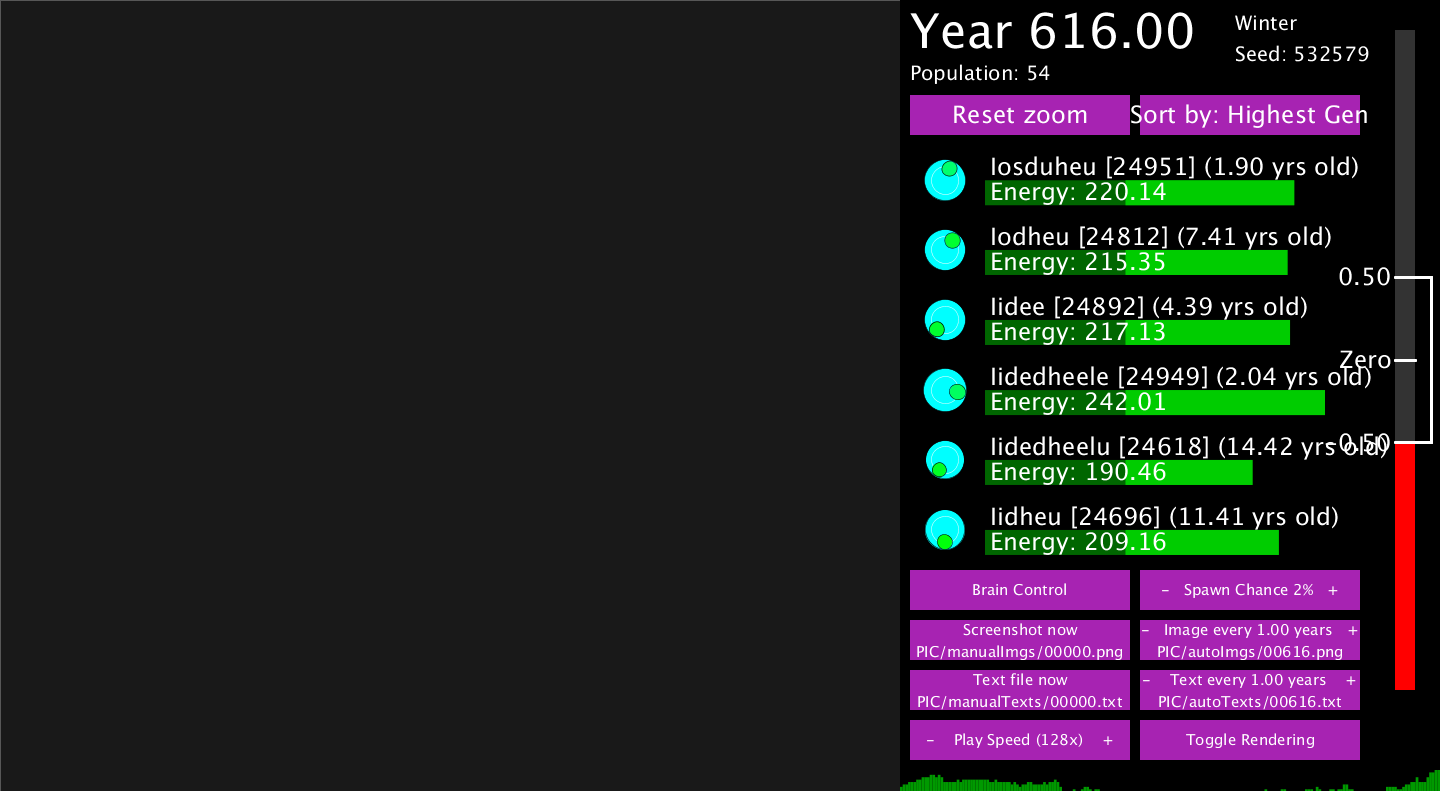 Year 616.00
Winter
Seed: 532579
Population: 54
Reset zoom
Sort by: Highest Gen
Iosduheu [24951] (1.90 yrs old)
Energy: 220.14
Iodheu [24812] (7.41 yrs old)
Energy: 215.35
0.50
Iidee [24892] (4.39 yrs old)
Energy: 217.13
Zero
Iidedheele [24949] (2.04 yrs old)
Energy: 242.01
-0.50
Iidedheelu [24618] (14.42 yrs old)
Energy: 190.46
Iidheu [24696] (11.41 yrs old)
Energy: 209.16
Brain Control
- Spawn Chance 2% +
Screenshot now
PIC/manualImgs/00000.png
- Image every 1.00 years +
PIC/autoImgs/00616.png
Text file now
PIC/manualTexts/00000.txt
- Text every 1.00 years +
PIC/autoTexts/00616.txt
- Play Speed (128x) +
Toggle Rendering